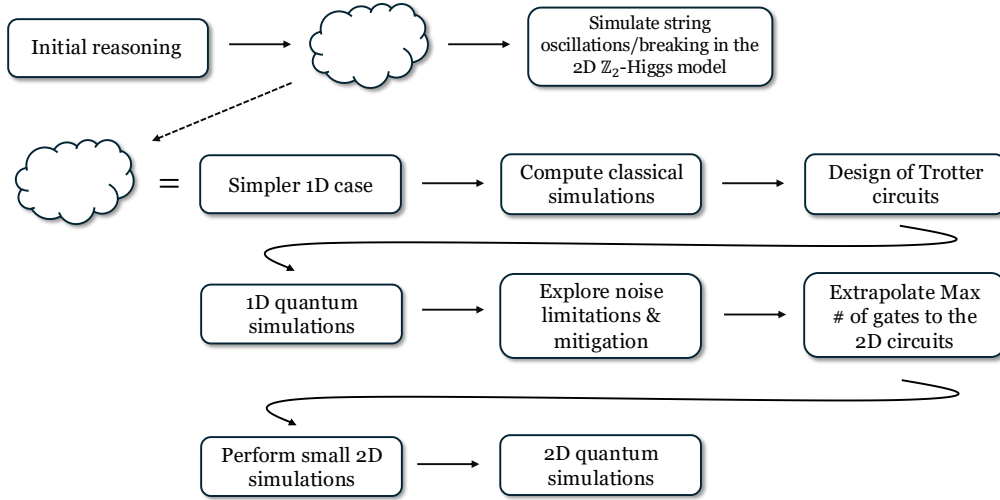 Initial reasoning
Simulate string
oscillations/breaking in the
2D ℤ₂-Higgs model
=
Simpler 1D case
Compute classical
simulations
Design of Trotter
circuits
1D quantum
simulations
Explore noise
limitations &
mitigation
Extrapolate Max
# of gates to the
2D circuits
Perform small 2D
simulations
2D quantum
simulations